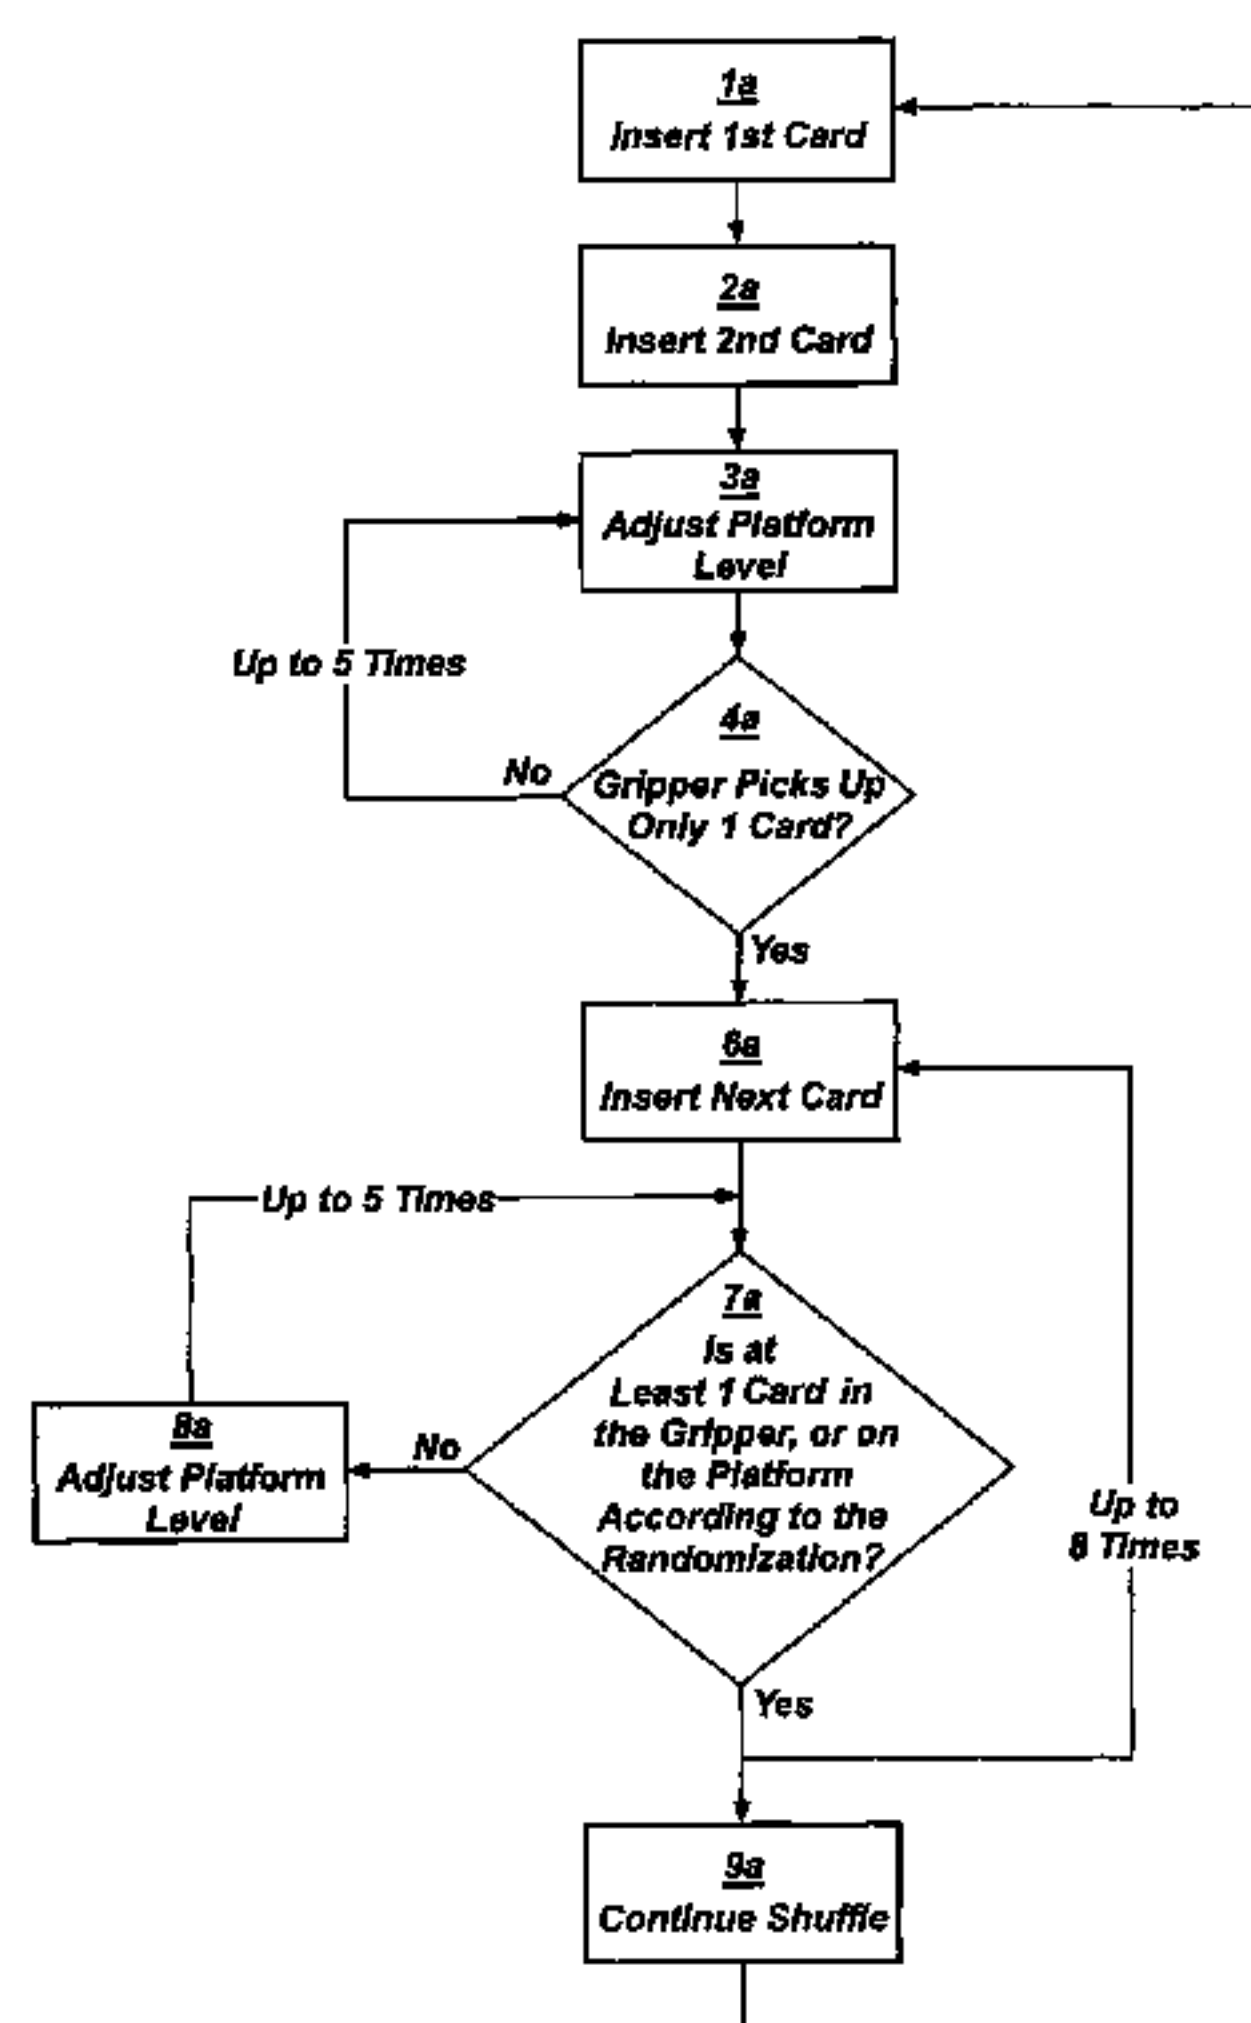 1a
Insert 1st Card
2a
Insert 2nd Card
3a
Adjust Platform
Level
Up to 5 Times
4a
No
Gripper Picks Up
Only 1 Card?
Yes
6a
Insert Next Card
Up to 5 Times
7a
Is at
Least 1 Card in
the Gripper, or on
the Platform
According to the
Randomization?
No
8a
Adjust Platform
Level
Up to
8 Times
Yes
9a
Continue Shuffle